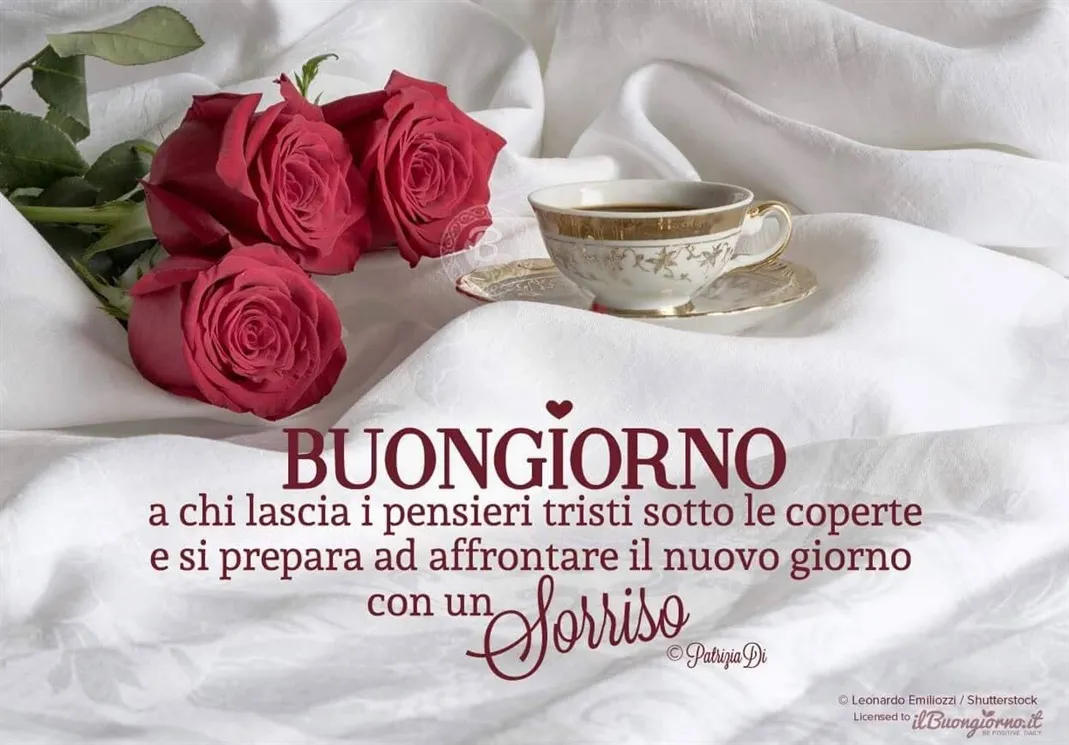 BUONGIORNO
a chi lascia i pensieri tristi sotto le coperte
e si prepara ad affrontare il nuovo giorno
con un Sorriso
© Patrizia Di
© Leonardo Emiliozzi / Shutterstock
Licensed to ilBuongiorno.it
BE POSITIVE DAILY
B